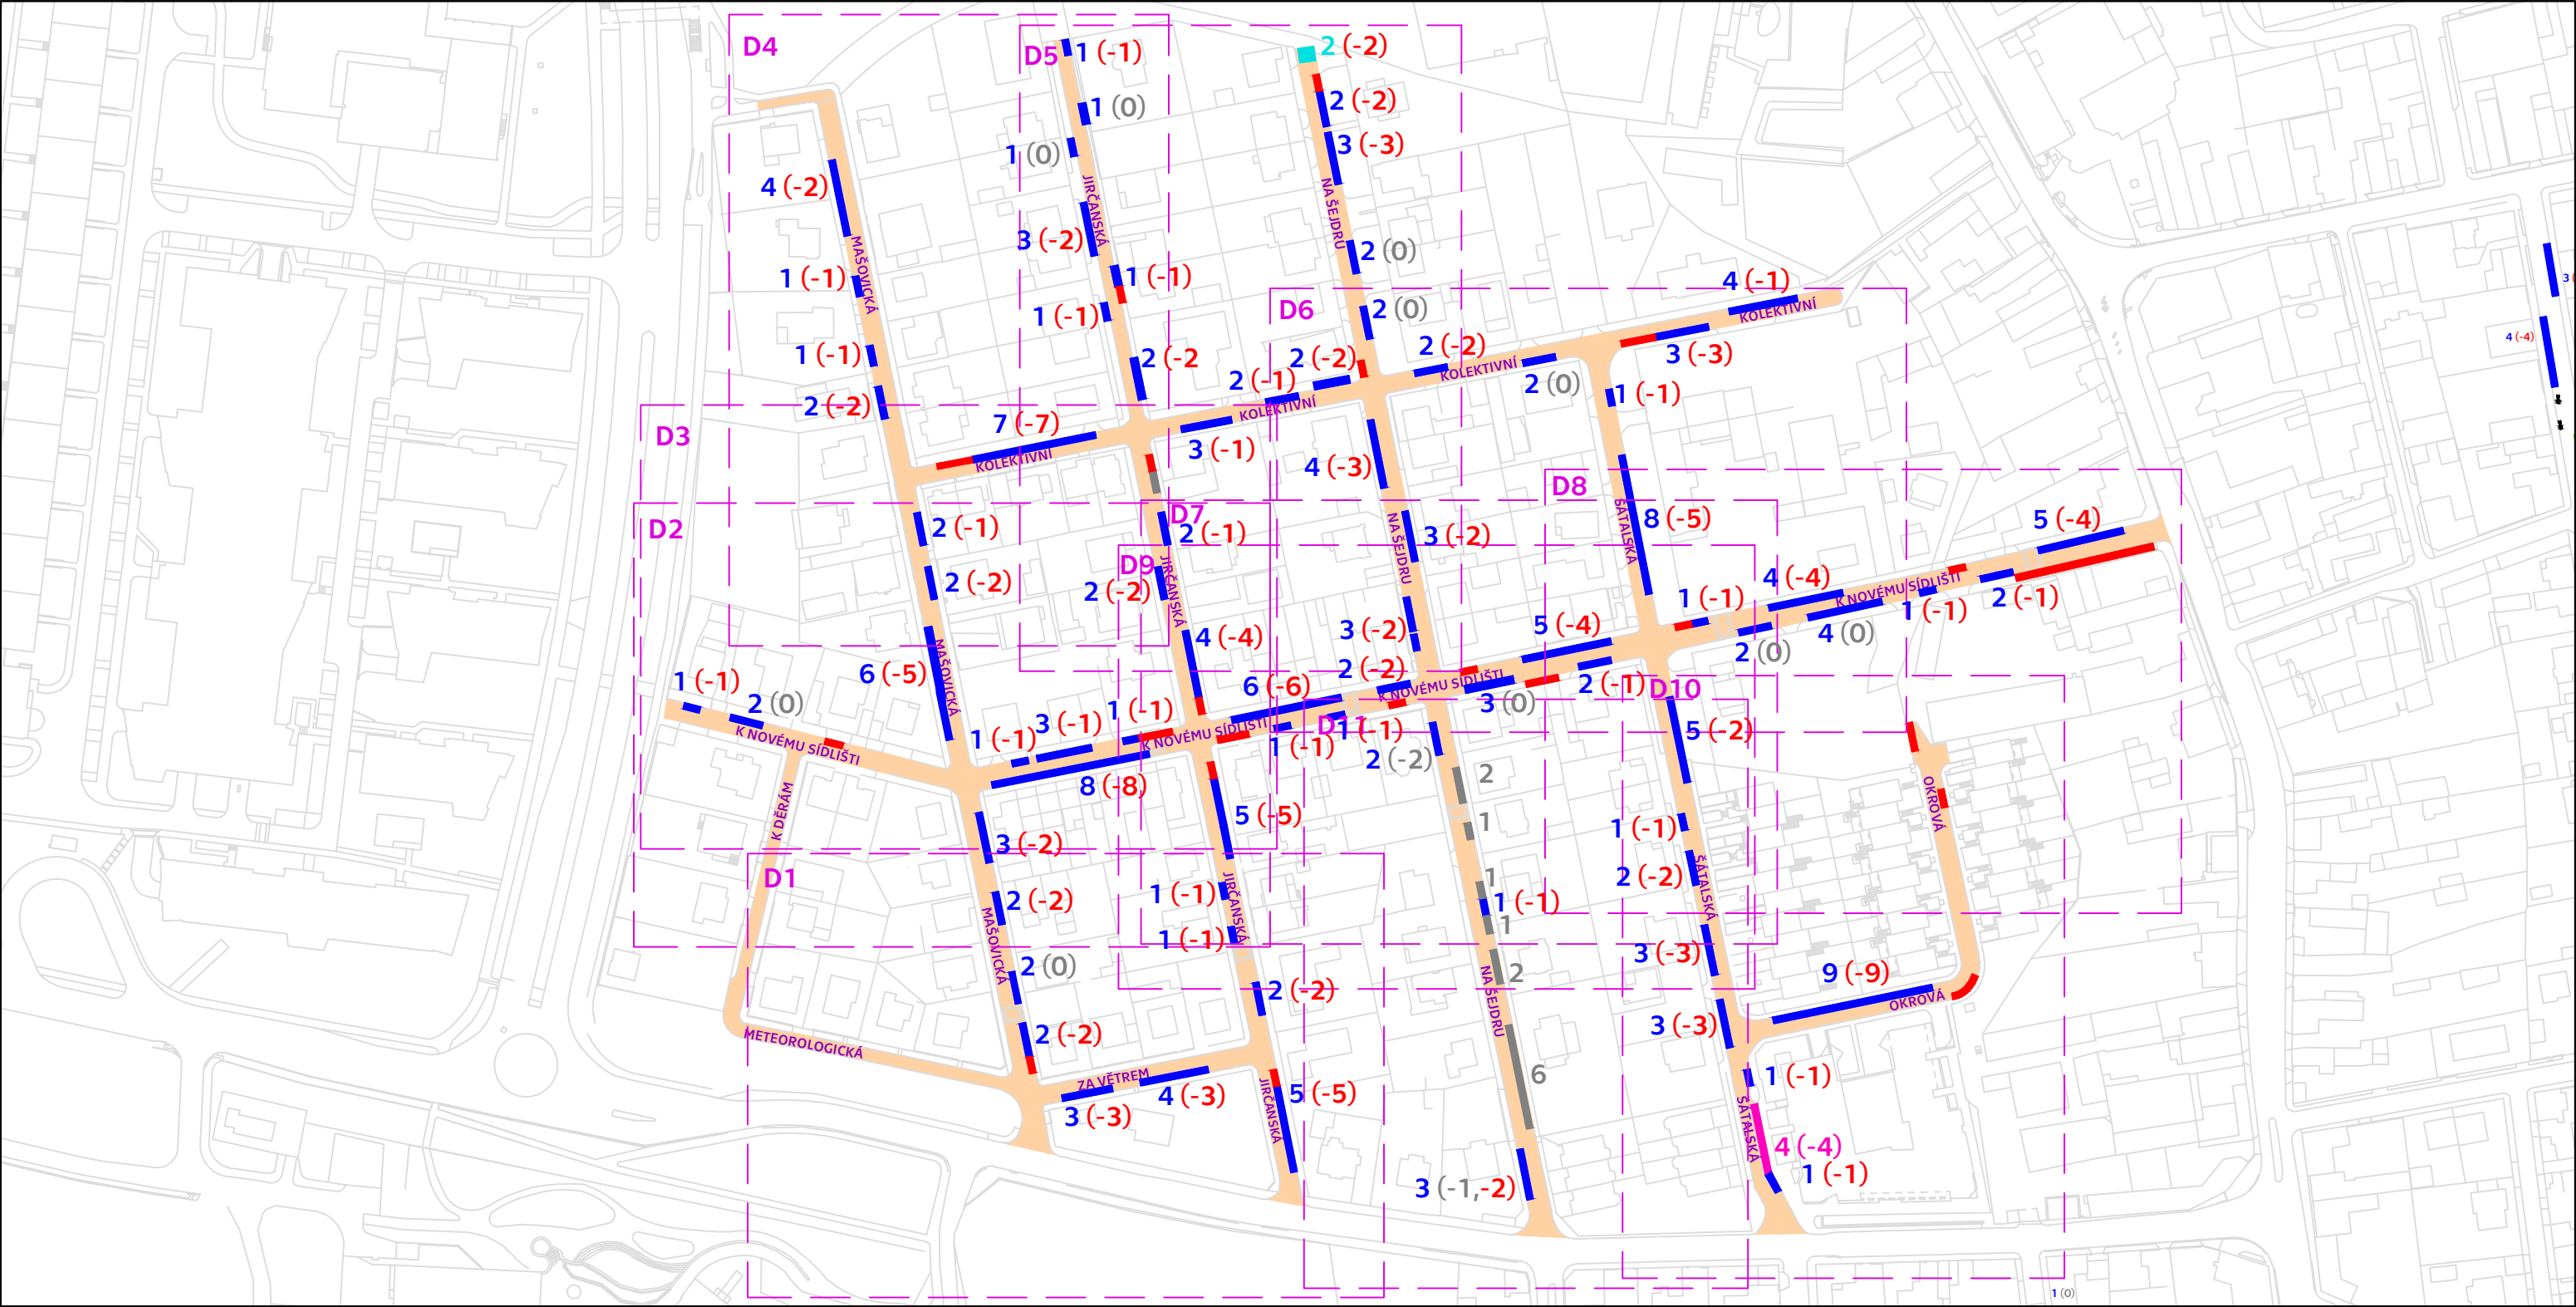 D4
D5
1 (-1)
2 (-2)
1 (0)
2 (-2)
1 (0)
3 (-3)
4 (-2)
JIRČANSKÁ
NA ŠEJDRU
3 (-2)
2 (0)
MAŠOVICKÁ
1 (-1)
1 (-1)
4 (-1)
3
KOLEKTIVNÍ
D6
2 (0)
1 (-1)
4 (-4)
1 (-1)
2 (-2
2 (-2)
2 (-2)
3 (-3)
KOLEKTIVNÍ
2 (-1)
2 (0)
1 (-1)
2 (-2)
KOLEKTIVNÍ
7 (-7)
D3
KOLEKTIVNÍ
3 (-1)
4 (-3)
D8
D2
2 (-1)
D7
2 (-1)
NA ŠEJDRU
3 (-2)
ŠÁTALSKÁ
8 (-5)
5 (-4)
D9
JIRČANSKÁ
2 (-2)
2 (-2)
4 (-4)
K NOVÉMU SÍDLIŠTI
1 (-1)
1 (-1)
2 (-1)
4 (-4)
3 (-2)
5 (-4)
4 (0)
2 (0)
MAŠOVICKÁ
6 (-5)
1 (-1)
2 (0)
6 (-6)
2 (-2)
K NOVÉMU SÍDLIŠTI
3 (0)
2 (-1)
D10
K NOVÉMU SÍDLIŠTI
1 (-1)
3 (-1)
1 (-1)
K NOVÉMU SÍDLIŠTI
1 (-1)
D11
1 (-1)
2 (-2)
5 (-2)
8 (-8)
2
K DĚRÁM
3 (-2)
5 (-5)
1
1 (-1)
OKROVÁ
D1
1
2 (-2)
ŠÁTALSKÁ
MAŠOVICKÁ
2 (-2)
1 (-1)
JIRČANSKÁ
1 (-1)
1
1 (-1)
2 (0)
2
3 (-3)
9 (-9)
OKROVÁ
2 (-2)
NA ŠEJDRU
3 (-3)
METEOROLOGICKÁ
2 (-2)
ZA VĚTREM
3 (-3)
4 (-3)
JIRČANSKÁ
5 (-5)
6
1 (-1)
ŠÁTALSKÁ
4 (-4)
1 (-1)
3 (-1,-2)
1 (0)